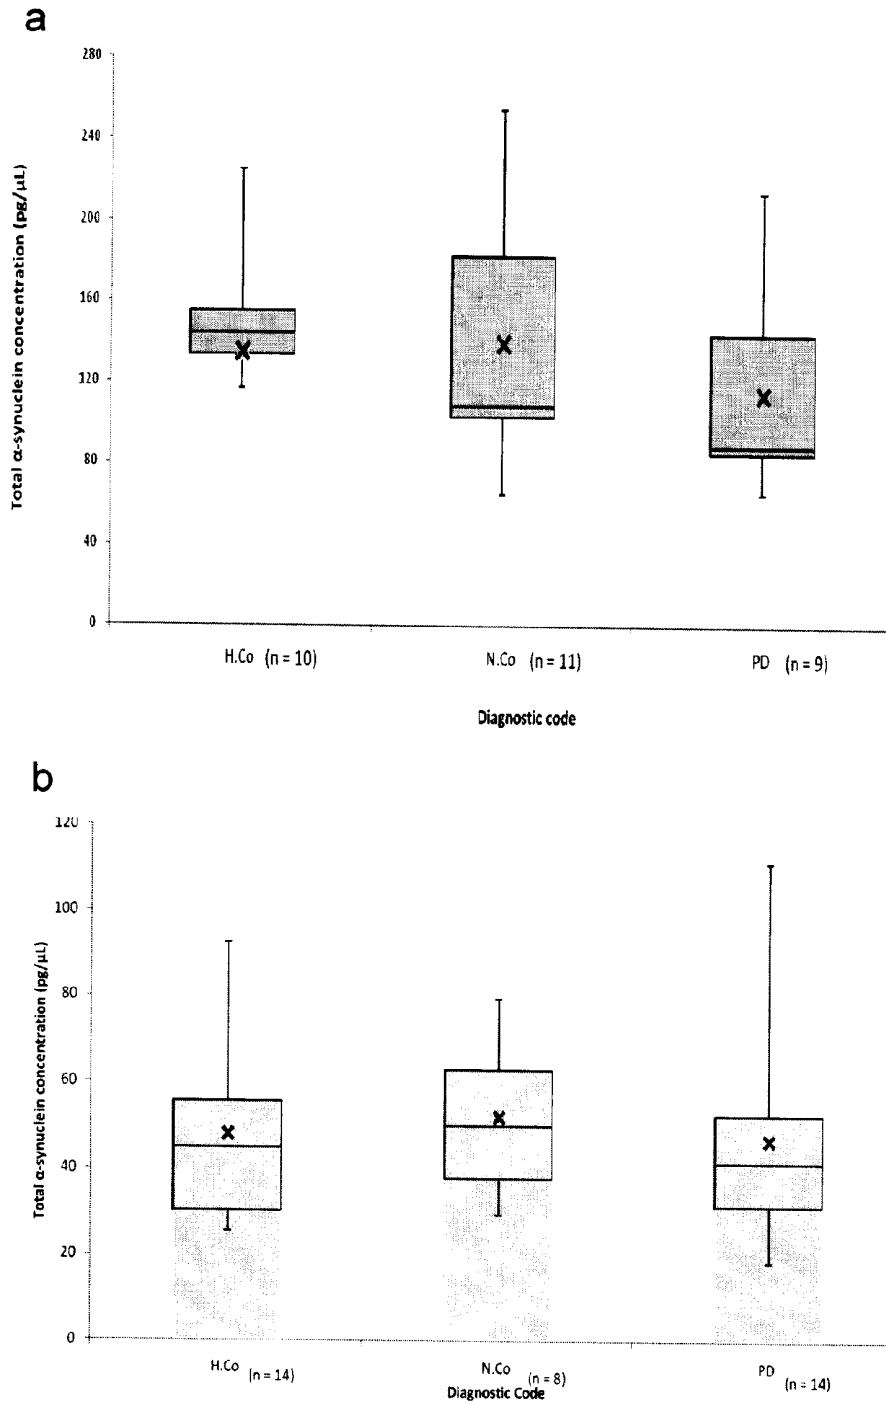 a
Total α-synuclein concentration (pg/µL)
280
240
200
160
120
80
40
0
H.Co (n = 10)
N.Co (n = 11)
PD (n = 9)
Diagnostic code
b
Total α-synuclein concentration (pg/µL)
120
100
80
60
40
20
0
H.Co (n = 14)
N.Co (n = 8)
PD (n = 14)
Diagnostic Code